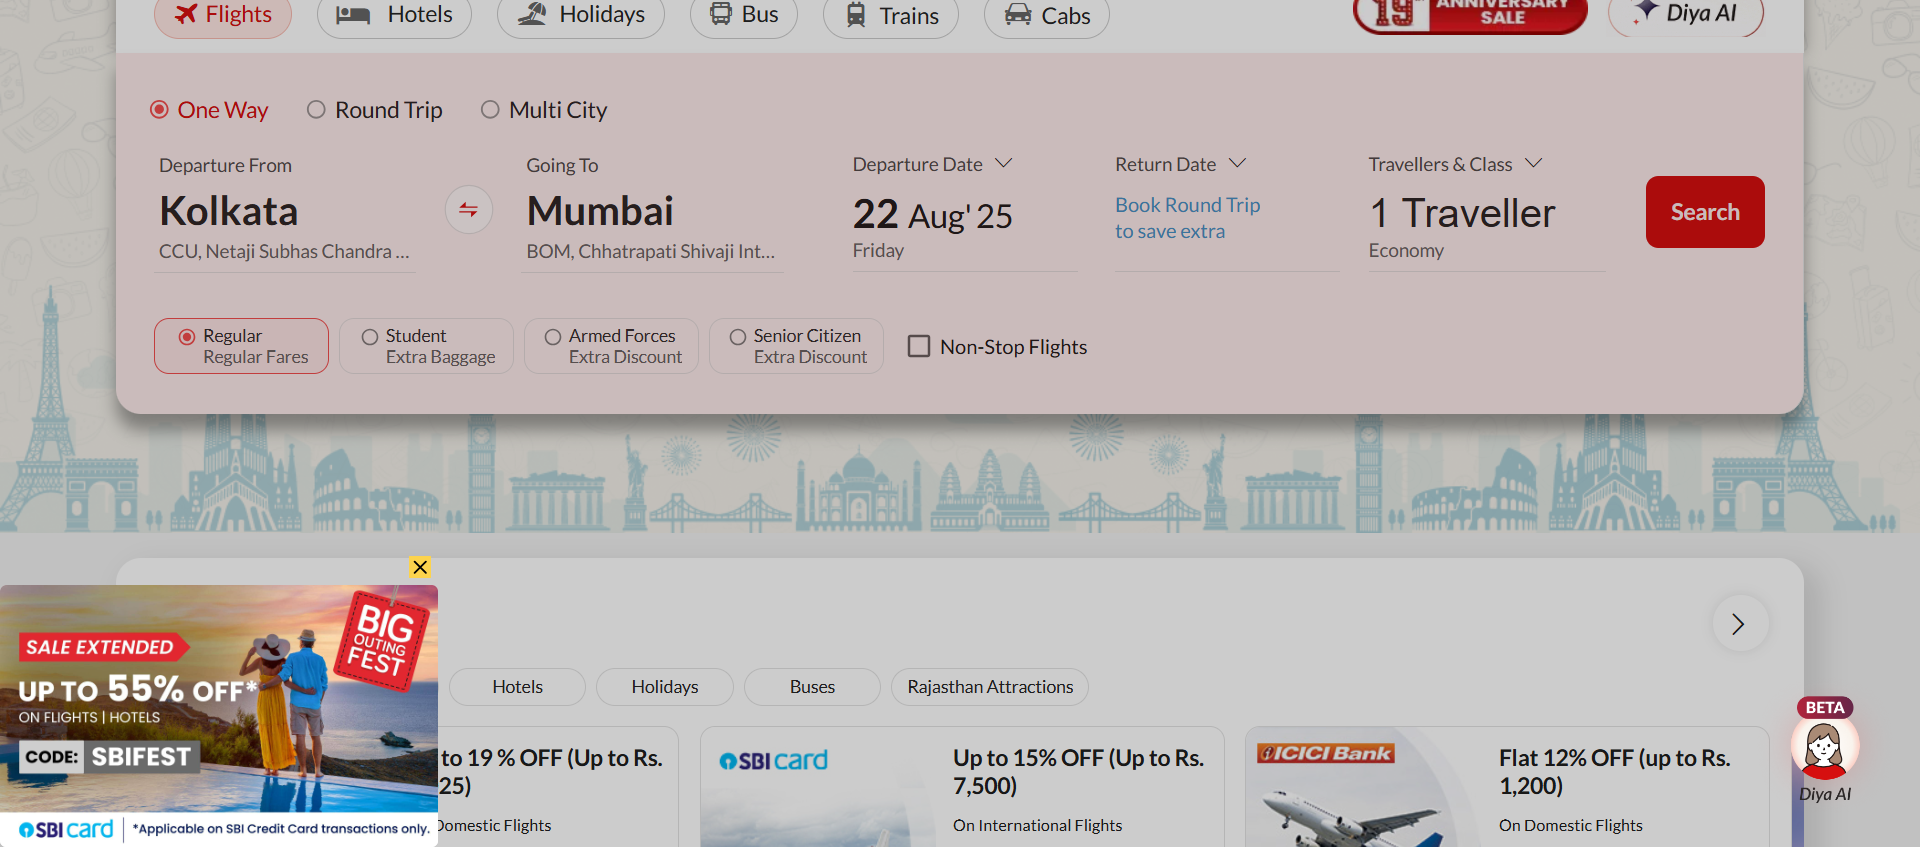 Flights
Hotels
Holidays
Bus
Trains
Cabs
19th ANNIVERSARY
SALE
Diya AI
One Way
Round Trip
Multi City
Departure From
Kolkata
CCU, Netaji Subhas Chandra ...
Going To
Mumbai
BOM, Chhatrapati Shivaji Int...
Departure Date
22 Aug' 25
Friday
Return Date
Book Round Trip
to save extra
Travellers & Class
1 Traveller
Economy
Search
Regular
Regular Fares
Student
Extra Baggage
Armed Forces
Extra Discount
Senior Citizen
Extra Discount
Non-Stop Flights
BIG
OUTING
FEST
SALE EXTENDED
UP TO 55% OFF*
ON FLIGHTS | HOTELS
CODE: SBIFEST
SBI card
*Applicable on SBI Credit Card transactions only.
Hotels
Holidays
Buses
Rajasthan Attractions
to 19 % OFF (Up to Rs.
25)
Domestic Flights
SBI card
Up to 15% OFF (Up to Rs.
7,500)
On International Flights
ICICI Bank
Flat 12% OFF (up to Rs.
1,200)
On Domestic Flights
BETA
Diya AI